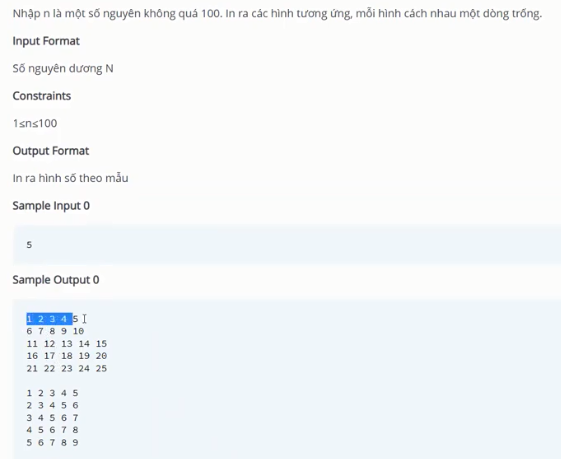 Nhập n là một số nguyên không quá 100. In ra các hình tương ứng, mỗi hình cách nhau một dòng trống.
Input Format
Số nguyên dương N
Constraints
1≤n≤100
Output Format
In ra hình số theo mẫu
Sample Input 0
5
Sample Output 0
1 2 3 4 5
6 7 8 9 10
11 12 13 14 15
16 17 18 19 20
21 22 23 24 25
1 2 3 4 5
2 3 4 5 6
3 4 5 6 7
4 5 6 7 8
5 6 7 8 9